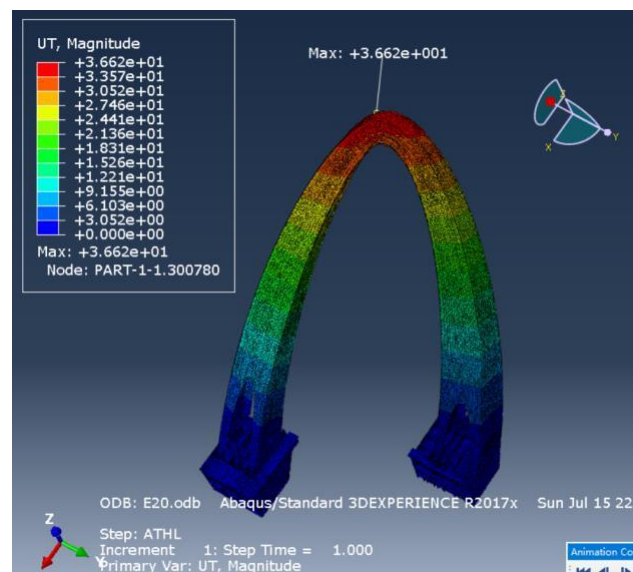 UT, Magnitude
+3.662e+01
+3.357e+01
+3.052e+01
+2.746e+01
+2.441e+01
+2.136e+01
+1.831e+01
+1.526e+01
+1.221e+01
+9.155e+00
+6.103e+00
+3.052e+00
+0.000e+00
Max: +3.662e+01
Node: PART-1-1.300780
Max: +3.662e+001
X
Y
ODB: E20.odb Abaqus/Standard 3DEXPERIENCE R2017x Sun Jul 15 22
Z
Y
Step: ATHL
Increment 1: Step Time = 1.000
Primary Var: UT, Magnitude
Animation Co